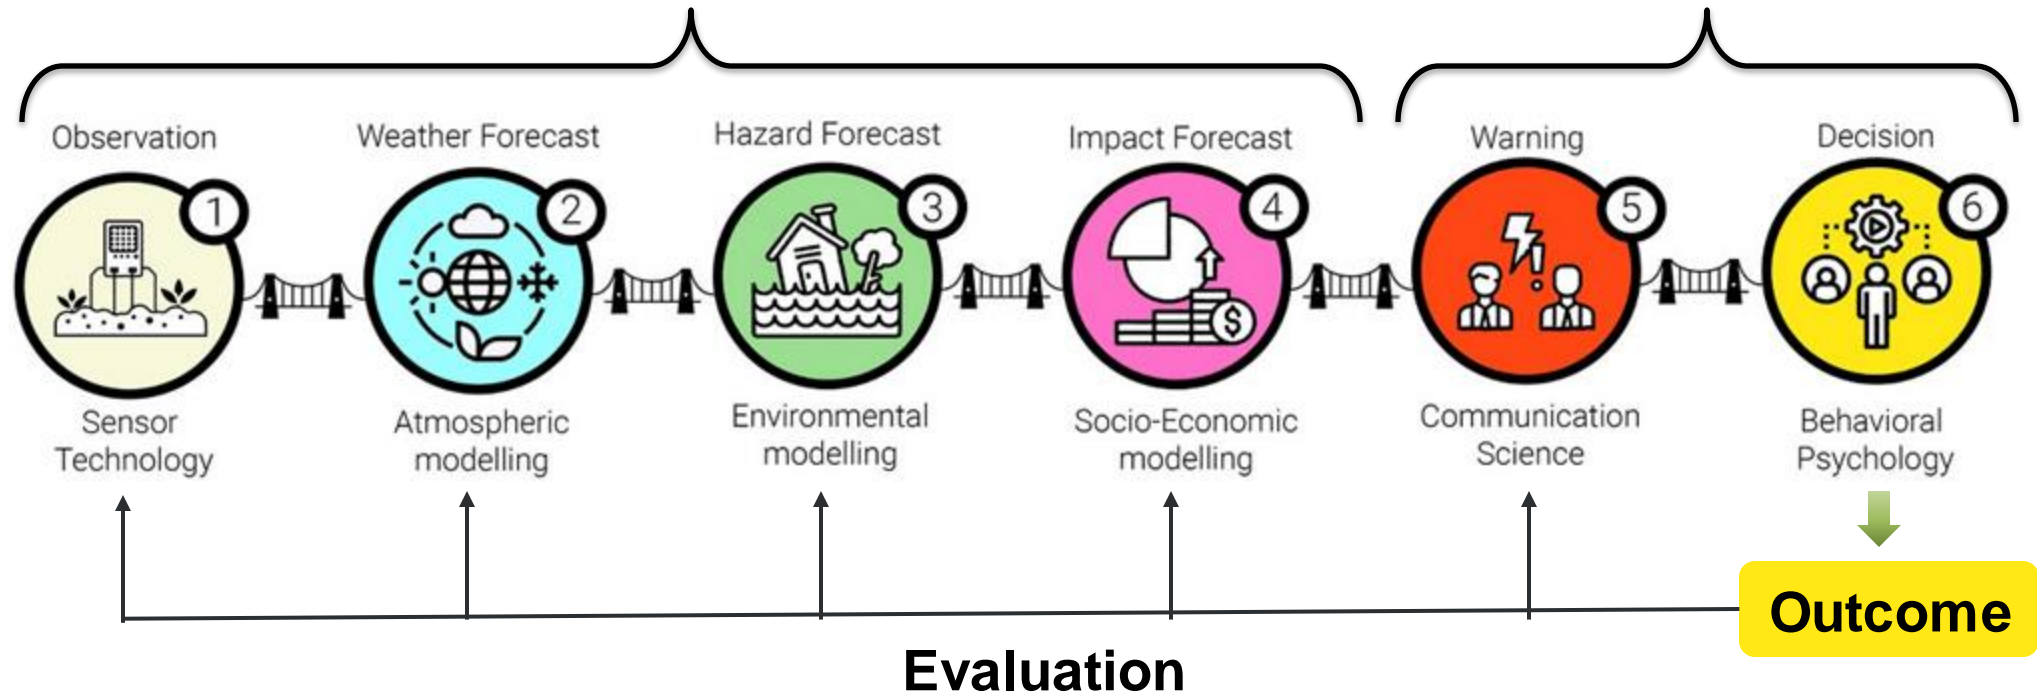 Observation
Weather Forecast
Hazard Forecast
Impact Forecast
Warning
Decision
1
2
3
4
5
6
$
Sensor
Technology
Atmospheric
modelling
Environmental
modelling
Socio-Economic
modelling
Communication
Science
Behavioral
Psychology
Outcome
Evaluation